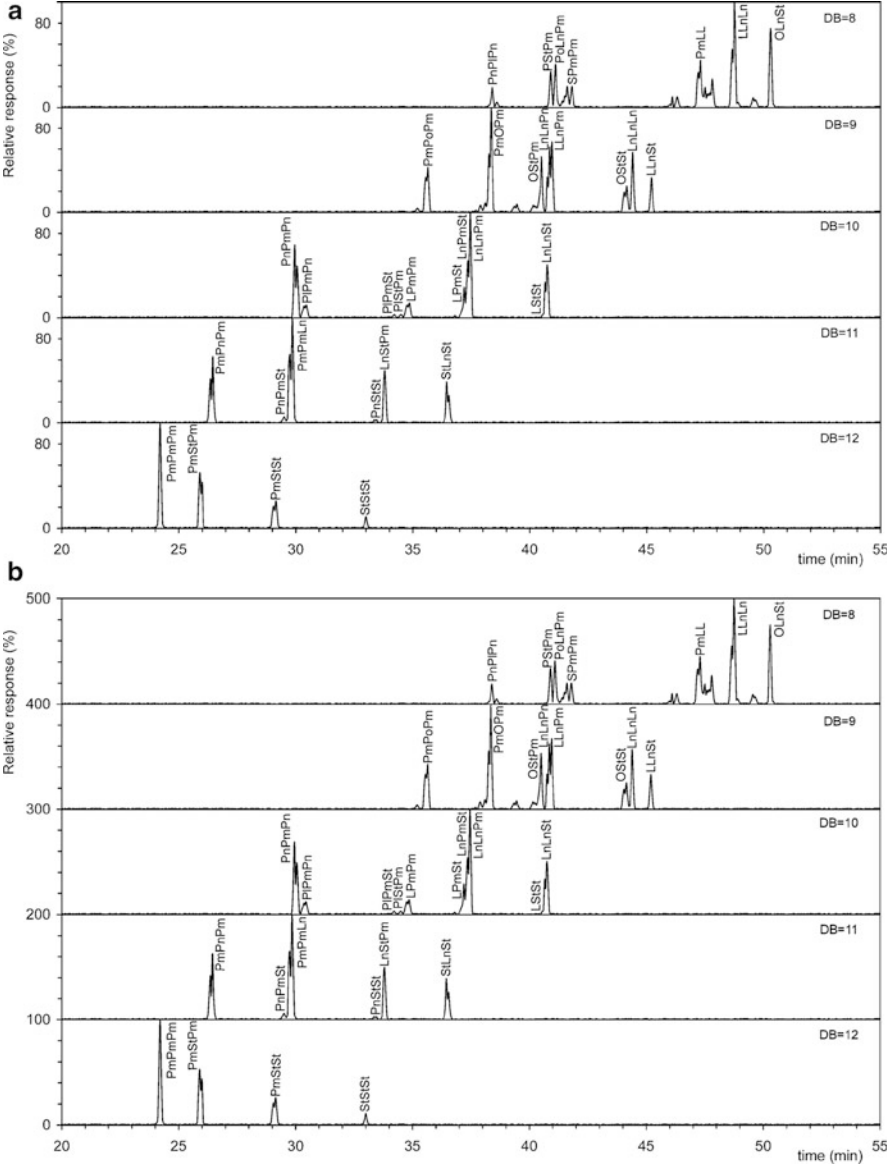 a
Relative response (%)
80
0
PnPlPn
PStPm
PoLnPm
SPmPm
PmLL
LLnLn
OLnSt
DB=8
80
0
PmPoPm
PmOPm
OStPm
LnLnPn
LLnPm
OStSt
LnLnLn
LLnSt
DB=9
80
0
PnPmPn
PlPmPn
PlPmSt
PlStPm
LPmPm
LPmSt
LnPmSt
LnLnPm
LStSt
LnLnSt
DB=10
80
0
PmPnPm
PnPmSt
PmPmLn
PnStSt
LnStPm
StLnSt
DB=11
80
0
PmPmPm
PmStPm
PmStSt
StStSt
DB=12
20 25 30 35 40 45 50 55
time (min)
b
Relative response (%)
500
400
300
200
100
0
PnPlPn
PStPm
PoLnPm
SPmPm
PmLL
LLnLn
OLnSt
DB=8
PmPoPm
PmOPm
OStPm
LnLnPn
LLnPm
OStSt
LnLnLn
LLnSt
DB=9
PnPmPn
PlPmPn
PlPmSt
PlStPm
LPmPm
LPmSt
LnPmSt
LnLnPm
LStSt
LnLnSt
DB=10
PmPnPm
PnPmSt
PmPmLn
PnStSt
LnStPm
StLnSt
DB=11
PmPmPm
PmStPm
PmStSt
StStSt
DB=12
20 25 30 35 40 45 50 55
time (min)